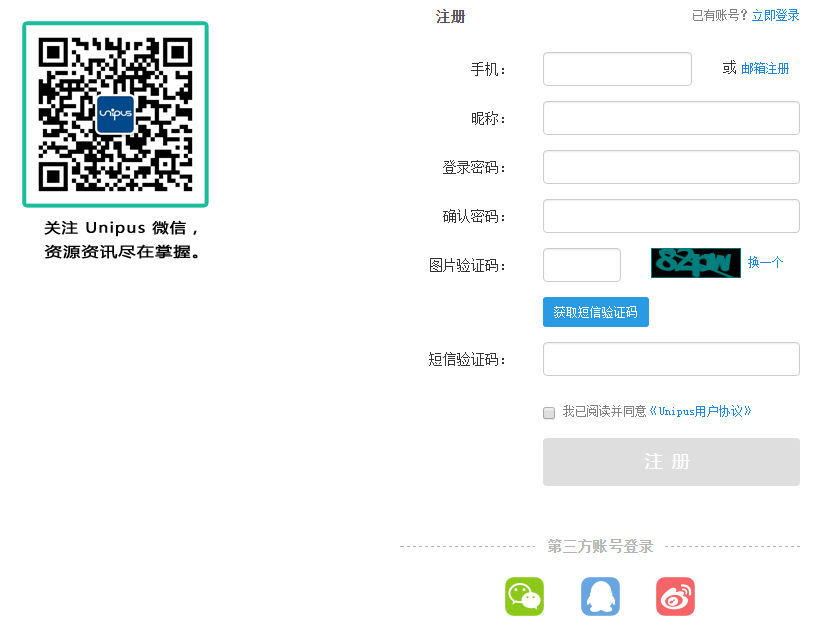 注册
已有账号？立即登录
手机：
或 邮箱注册
昵称：
登录密码：
确认密码：
图片验证码：
换一个
获取短信验证码
短信验证码：
我已阅读并同意《Unipus用户协议》
注 册
第三方账号登录
unipus
关注 Unipus 微信，
资源资讯尽在掌握。